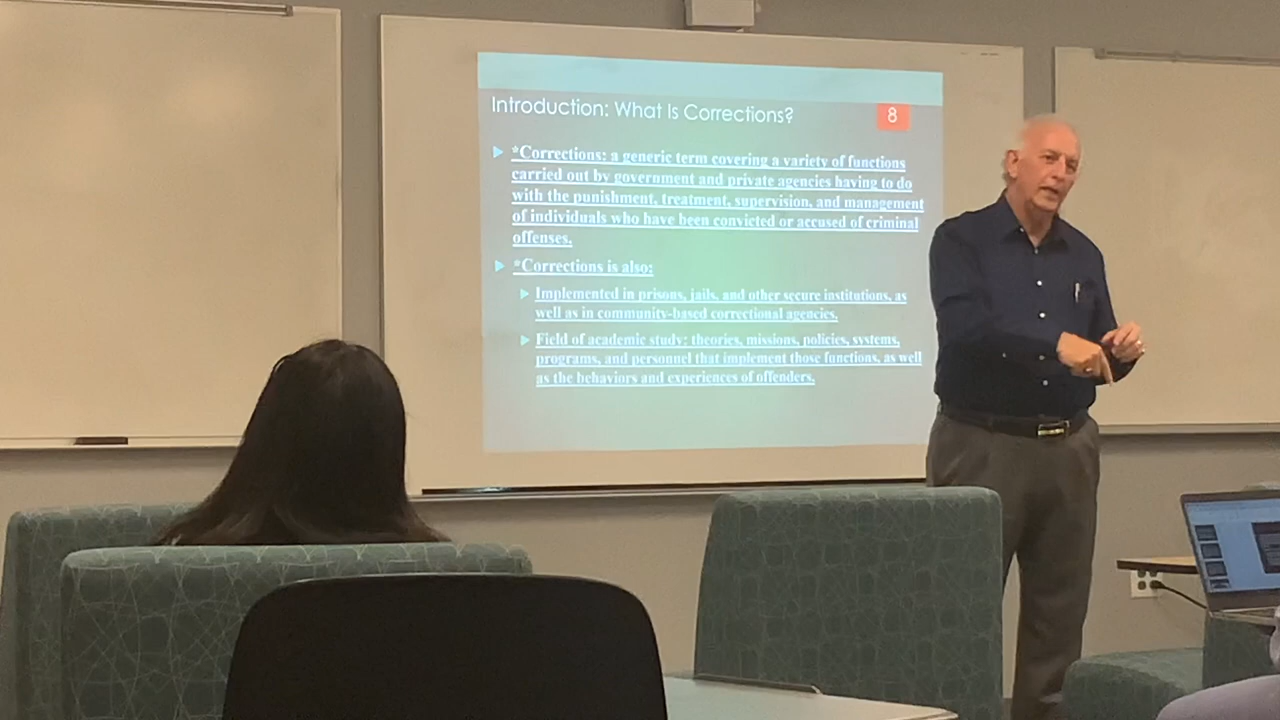 Introduction: What Is Corrections?
8
*Corrections: a generic term covering a variety of functions
carried out by government and private agencies having to do
with the punishment, treatment, supervision, and management
of individuals who have been convicted or accused of criminal
offenses.
*Corrections is also:
Implemented in prisons, jails, and other secure institutions, as
well as in community-based correctional agencies.
Field of academic study: theories, missions, policies, systems,
programs, and personnel that implement those functions, as well
as the behaviors and experiences of offenders.